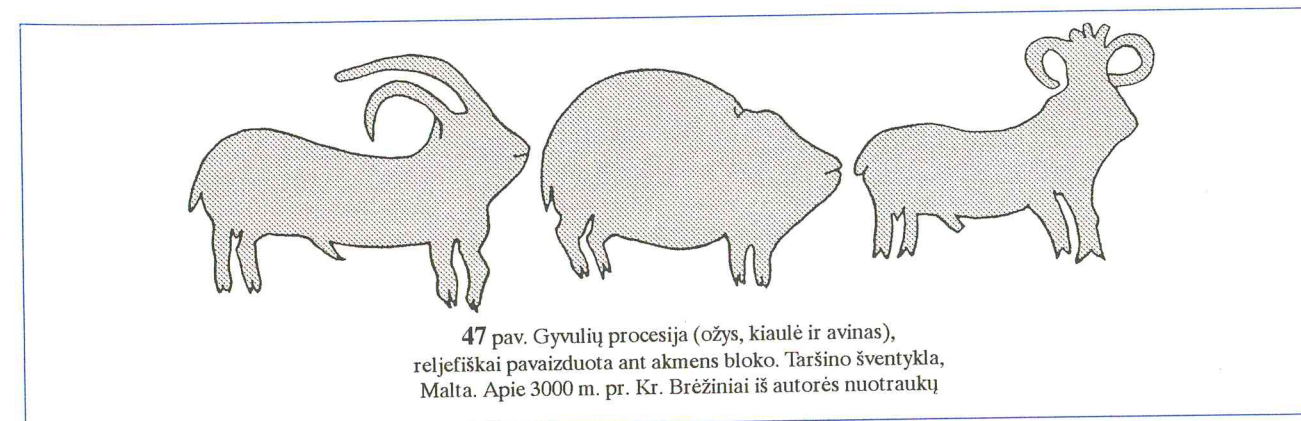 47 pav. Gyvulių procesija (ožys, kiaulė ir avinas),
reljefiškai pavaizduota ant akmens bloko. Taršino šventykla,
Malta. Apie 3000 m. pr. Kr. Brėžiniai iš autorės nuotraukų